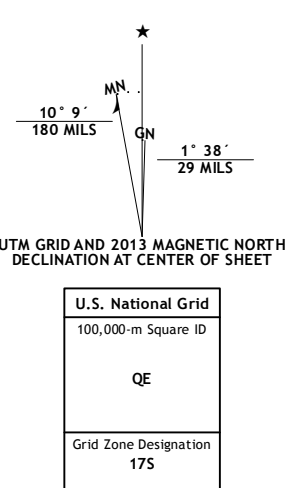 ★
MN
10° 9´
180 MILS
GN
1° 38´
29 MILS
UTM GRID AND 2013 MAGNETIC NORTH
DECLINATION AT CENTER OF SHEET
U.S. National Grid
100,000-m Square ID
QE
Grid Zone Designation
17S